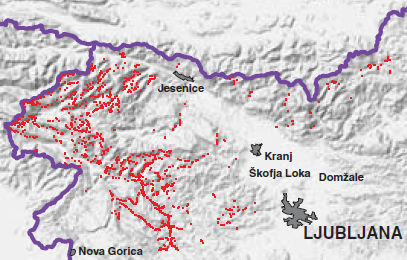 Jesenice
Kranj
Škofja Loka
Domžale
LJUBLJANA
Nova Gorica